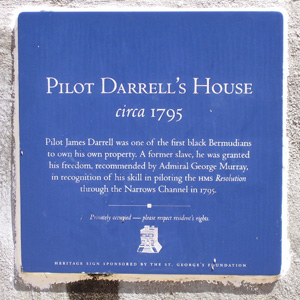 PILOT DARRELL'S HOUSE
circa 1795
Pilot James Darrell was one of the first black Bermudians
to own his own property. A former slave, he was granted
his freedom, recommended by Admiral George Murray,
in recognition of his skill in piloting the HMS Resolution
through the Narrows Channel in 1795.
Privately occupied — please respect resident's rights.
HERITAGE SIGN SPONSORED BY THE ST. GEORGE'S FOUNDATION